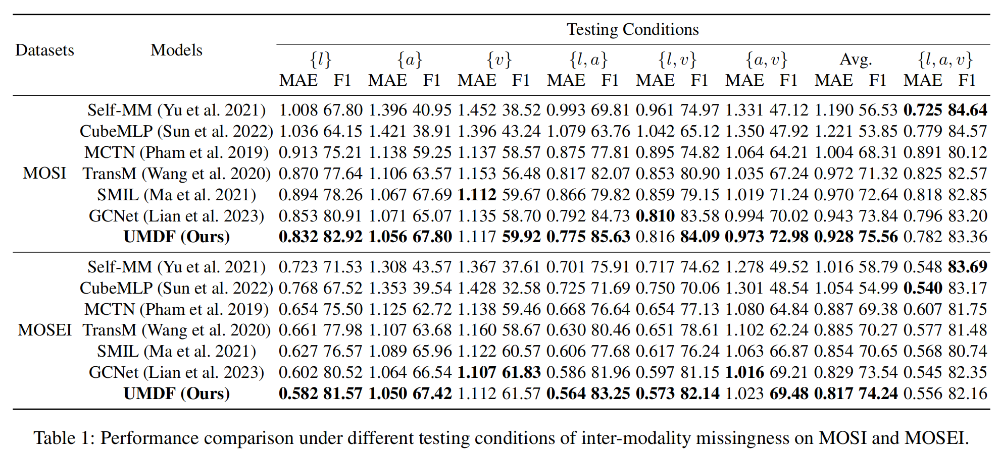 Testing Conditions
Datasets Models
{l} {a} {v} {l, a} {l, v} {a, v} Avg. {l, a, v}
MAE F1 MAE F1 MAE F1 MAE F1 MAE F1 MAE F1 MAE F1 MAE F1
Self-MM (Yu et al. 2021) 1.008 67.80 1.396 40.95 1.452 38.52 0.993 69.81 0.961 74.97 1.331 47.12 1.190 56.53 0.725 84.64
CubeMLP (Sun et al. 2022) 1.036 64.15 1.421 38.91 1.396 43.24 1.079 63.76 1.042 65.12 1.350 47.92 1.221 53.85 0.779 84.57
MCTN (Pham et al. 2019) 0.913 75.21 1.138 59.25 1.137 58.57 0.875 77.81 0.895 74.82 1.064 64.21 1.004 68.31 0.891 80.12
MOSI TransM (Wang et al. 2020) 0.870 77.64 1.106 63.57 1.153 56.48 0.817 82.07 0.853 80.90 1.035 67.24 0.972 71.32 0.825 82.57
SMIL (Ma et al. 2021) 0.894 78.26 1.067 67.69 1.112 59.67 0.866 79.82 0.859 79.15 1.019 71.24 0.970 72.64 0.818 82.85
GCNet (Lian et al. 2023) 0.853 80.91 1.071 65.07 1.135 58.70 0.792 84.73 0.810 83.58 0.994 70.02 0.943 73.84 0.796 83.20
UMDF (Ours) 0.832 82.92 1.056 67.80 1.117 59.92 0.775 85.63 0.816 84.09 0.973 72.98 0.928 75.56 0.782 83.36
Self-MM (Yu et al. 2021) 0.723 71.53 1.308 43.57 1.367 37.61 0.701 75.91 0.717 74.62 1.278 49.52 1.016 58.79 0.548 83.69
CubeMLP (Sun et al. 2022) 0.768 67.52 1.353 39.54 1.428 32.58 0.725 71.69 0.750 70.06 1.301 48.54 1.054 54.99 0.540 83.17
MCTN (Pham et al. 2019) 0.654 75.50 1.125 62.72 1.138 59.46 0.668 76.64 0.654 77.13 1.080 64.84 0.887 69.38 0.607 81.75
MOSEI TransM (Wang et al. 2020) 0.661 77.98 1.107 63.68 1.160 58.67 0.630 80.46 0.651 78.61 1.102 62.24 0.885 70.27 0.577 81.48
SMIL (Ma et al. 2021) 0.627 76.57 1.089 65.96 1.122 60.57 0.606 77.68 0.617 76.24 1.063 66.87 0.854 70.65 0.568 80.74
GCNet (Lian et al. 2023) 0.602 80.52 1.064 66.54 1.107 61.83 0.586 81.96 0.597 81.15 1.016 69.21 0.829 73.54 0.545 82.35
UMDF (Ours) 0.582 81.57 1.050 67.42 1.112 61.57 0.564 83.25 0.573 82.14 1.023 69.48 0.817 74.24 0.556 82.16
Table 1: Performance comparison under different testing conditions of inter-modality missingness on MOSI and MOSEI.